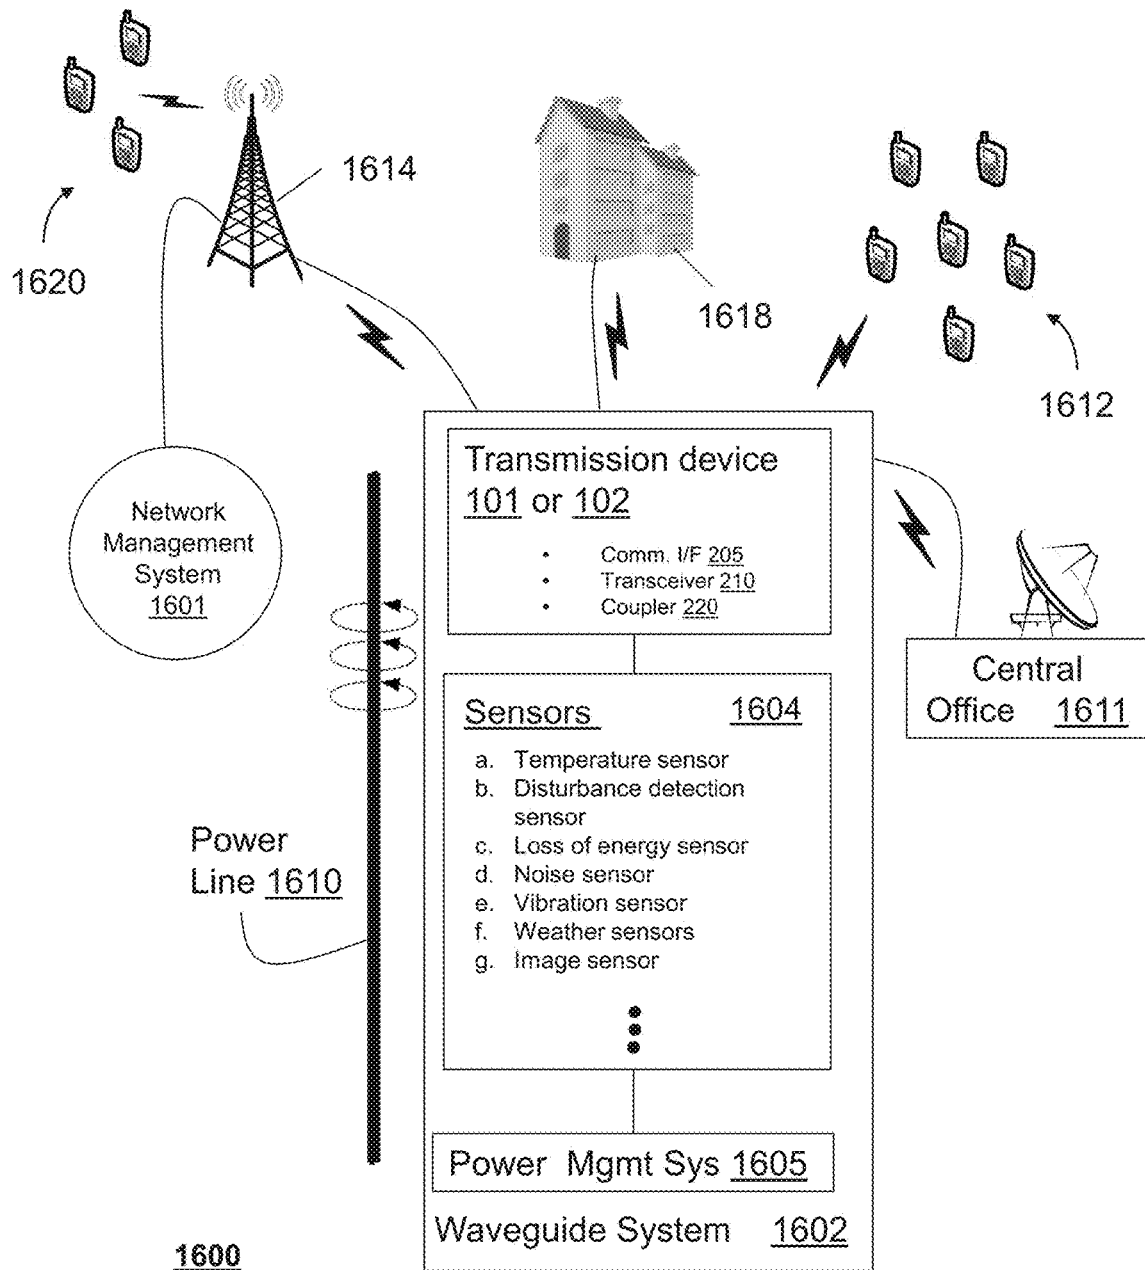 1614
1620
1618
1612
Network
Management
System
1601
Transmission device
101 or 102
• Comm. I/F 205
• Transceiver 210
• Coupler 220
Central
Office 1611
Sensors 1604
a. Temperature sensor
b. Disturbance detection
sensor
c. Loss of energy sensor
d. Noise sensor
e. Vibration sensor
f. Weather sensors
g. Image sensor
Power
Line 1610
Power Mgmt Sys 1605
Waveguide System 1602
1600